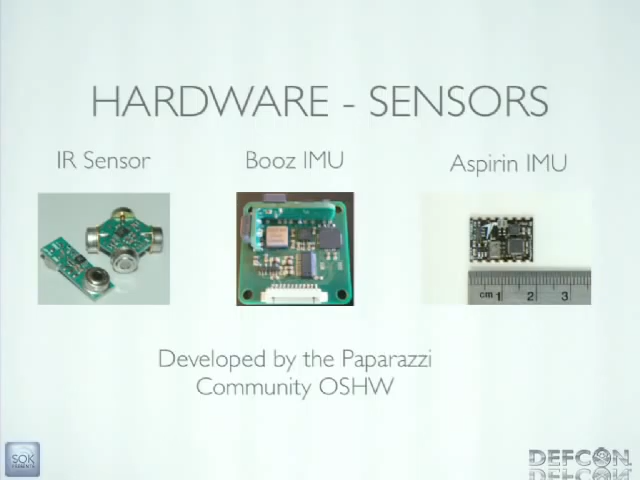 HARDWARE - SENSORS
IR Sensor
Booz IMU
Aspirin IMU
cm 1 2 3
Developed by the Paparazzi
Community OSHW
SOK
DEFCON